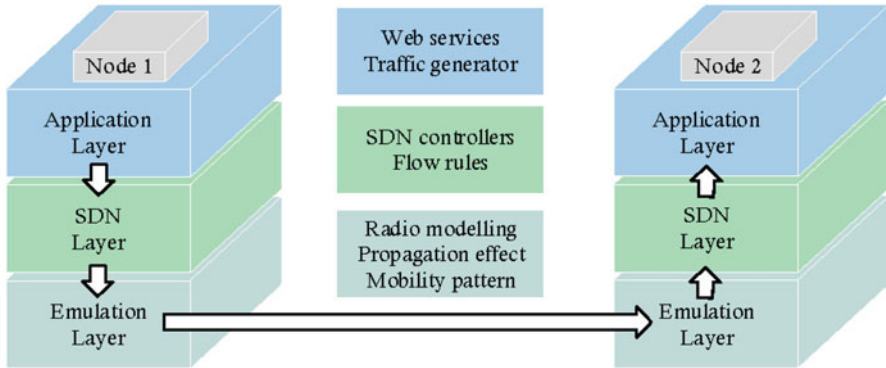 Node 1
Application
Layer
SDN
Layer
Emulation
Layer
Web services
Traffic generator
SDN controllers
Flow rules
Radio modelling
Propagation effect
Mobility pattern
Node 2
Application
Layer
SDN
Layer
Emulation
Layer